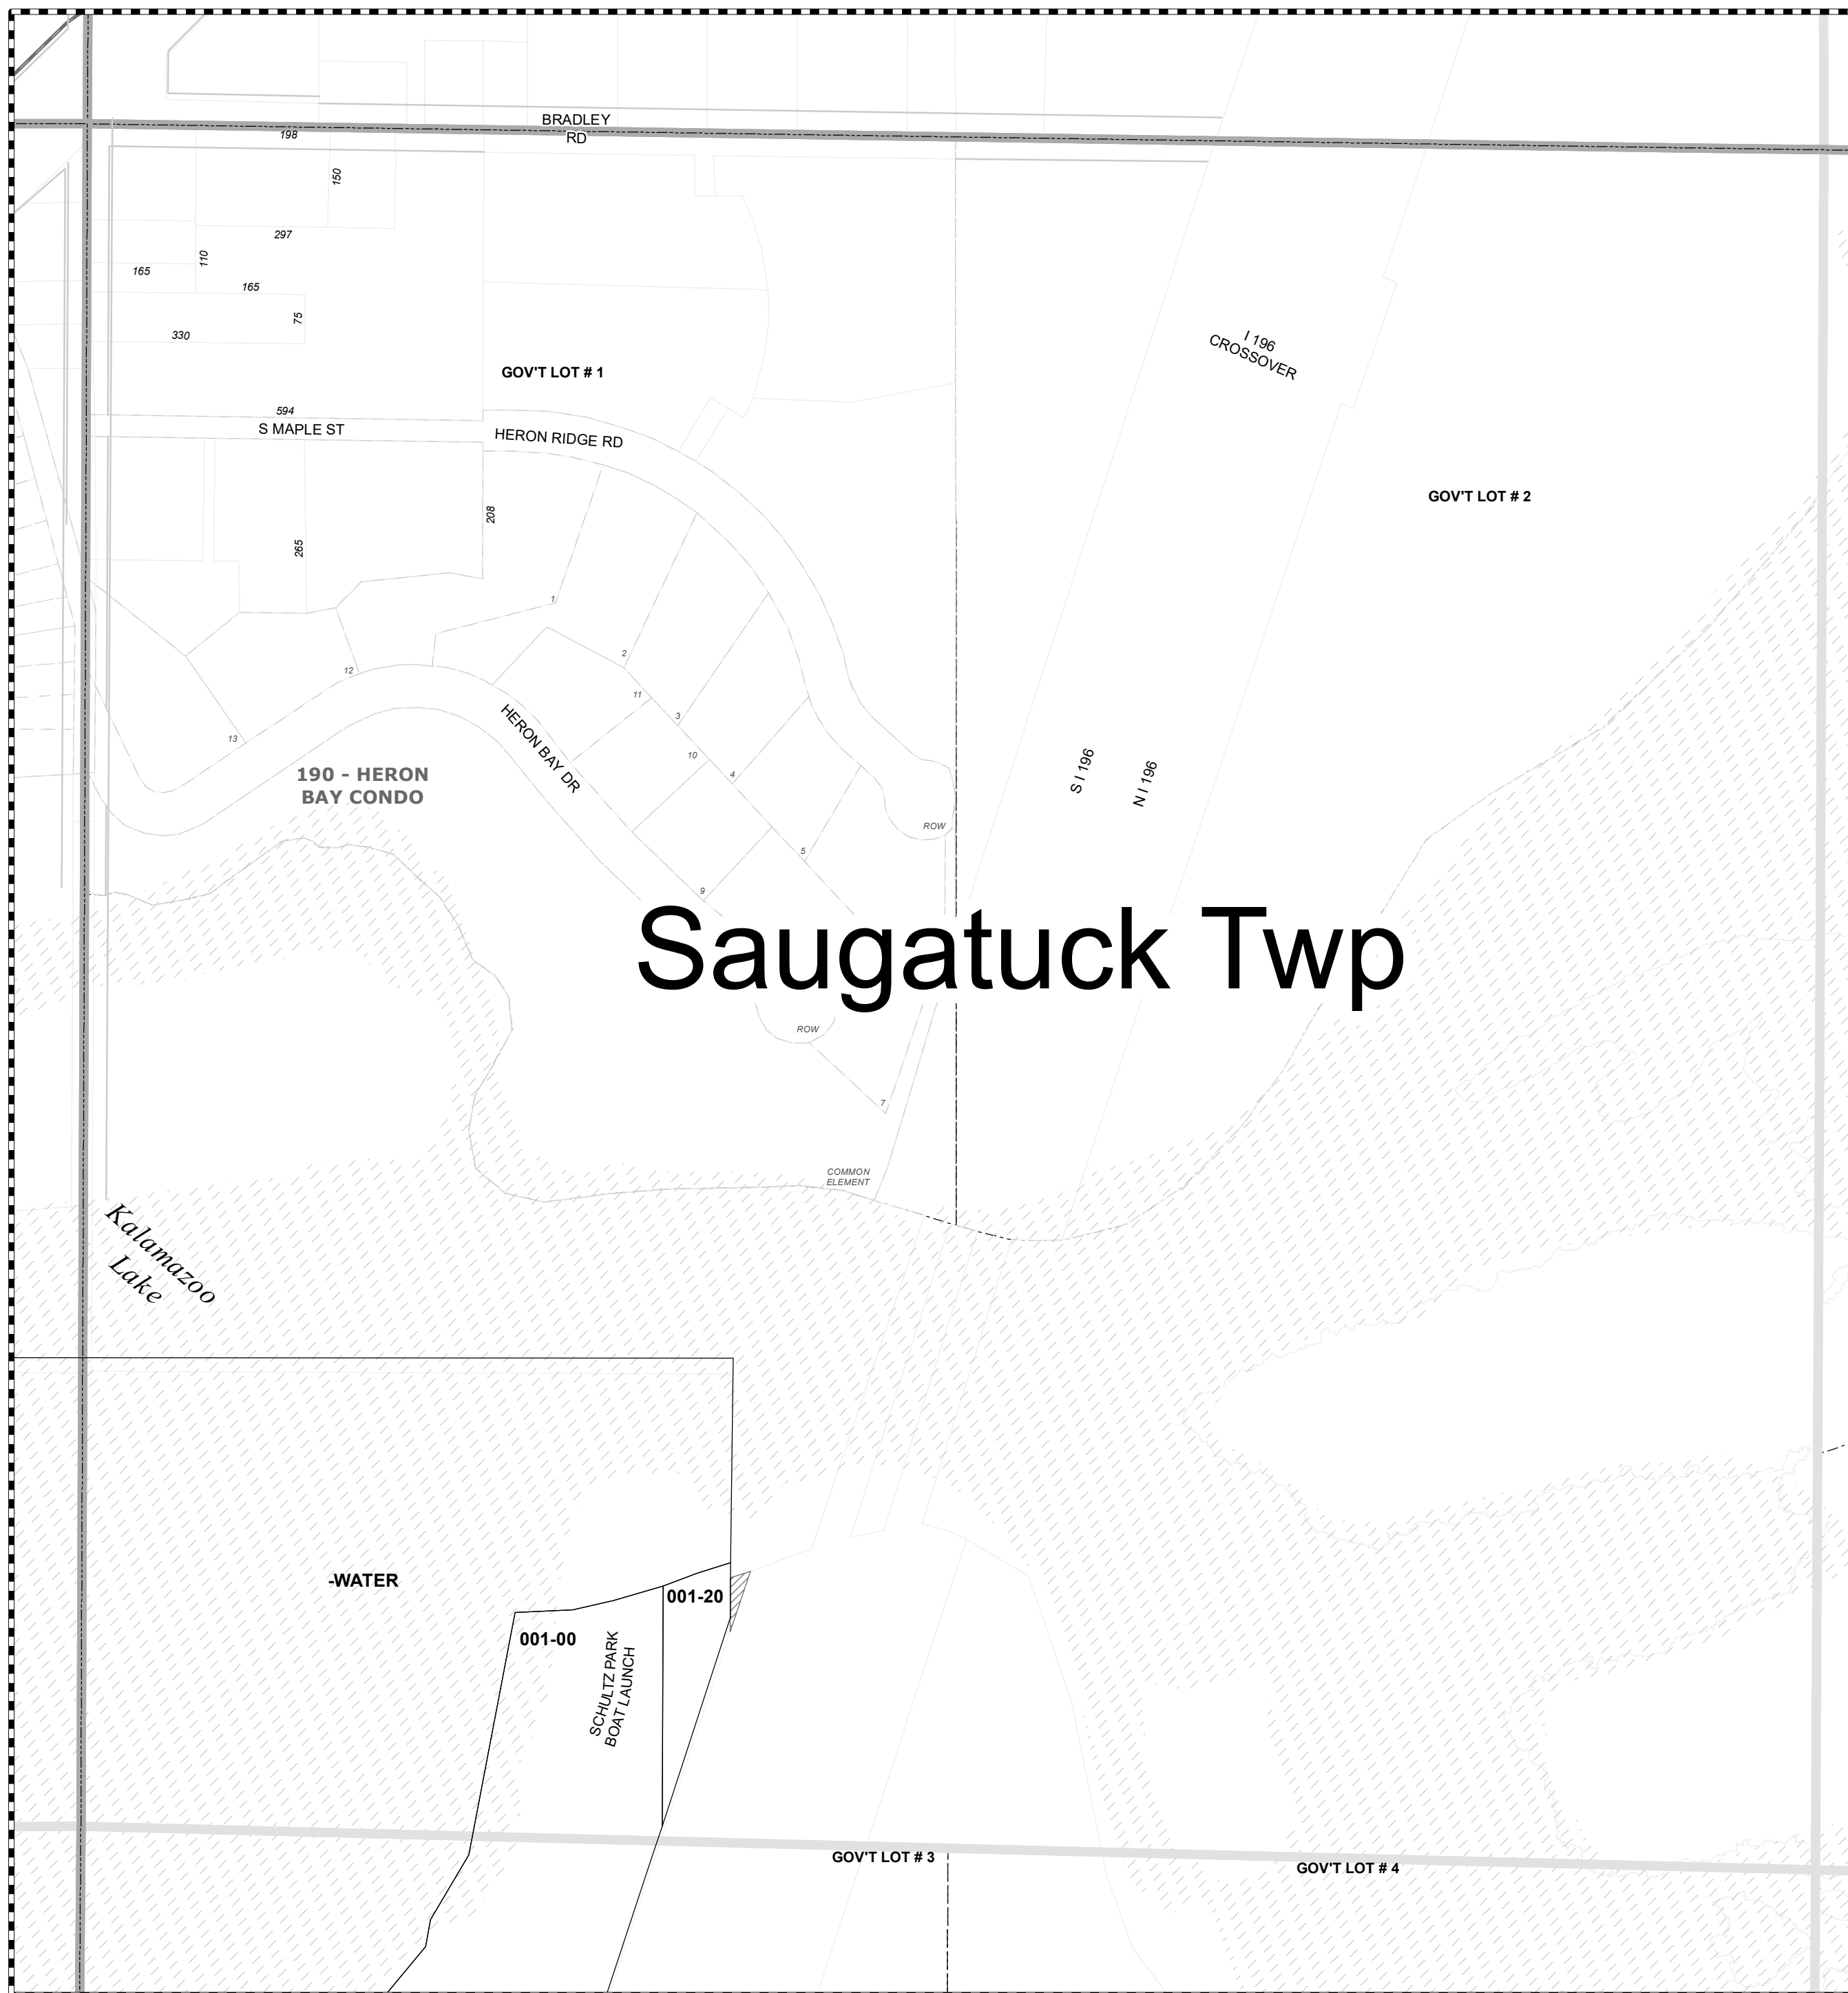 BRADLEY
RD
198
150
297
110
165
165
75
330
I 196
CROSSOVER
GOV'T LOT # 1
594
S MAPLE ST
HERON RIDGE RD
GOV'T LOT # 2
208
265
1
2
12
11
3
13
HERON BAY DR
10
4
190 - HERON
BAY CONDO
S I 196
N I 196
ROW
5
9
Saugatuck Twp
ROW
7
COMMON
ELEMENT
Kalamazoo
Lake
-WATER
001-20
001-00
SCHULTZ PARK
BOAT LAUNCH
GOV'T LOT # 3
GOV'T LOT # 4